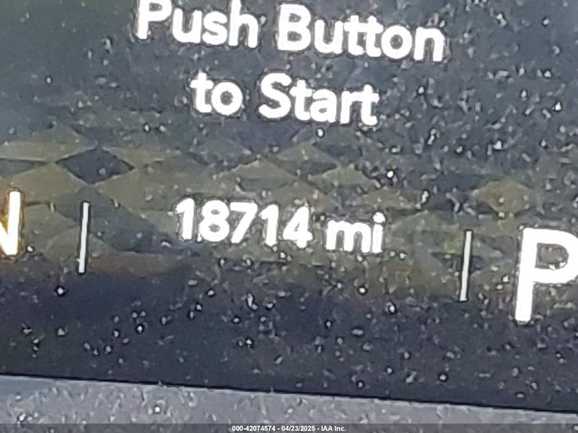 Push Button
to Start
N | 18714 mi | P
000-42074574 - 04/23/2025 - IAA Inc.